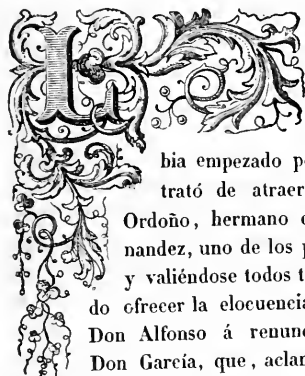 L
bia empezado p
trató de atraer
Ordoño, hermano
nandez, uno de los p
y valiéndose todos t
do ofrecer la elocuencia
Don Alfonso á renunc
Don García, que, aclam